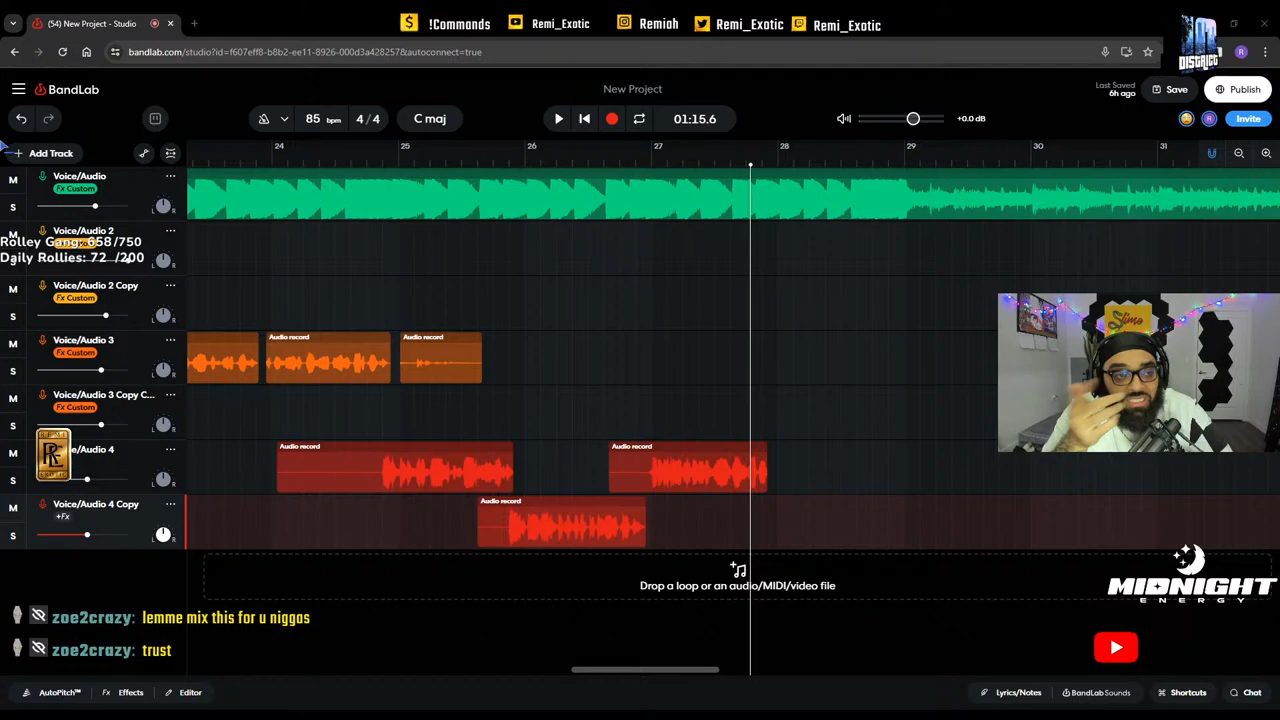 (54) New Project - Studio
!Commands
Remi_Exotic
Remiah
Remi_Exotic
Remi_Exotic
DISTRICT
bandlab.com/studio?id=f607eff8-b8b2-ee11-8926-000d3a428257&autoconnect=true
R
BandLab
New Project
Last Saved
6h ago
Save
Publish
85 bpm
4/4
C maj
01:15.6
+0.0 dB
R
Invite
Add Track
24
25
26
27
28
29
30
31
M
Voice/Audio
Fx Custom
S
L R
M
Voice/Audio 2
Rolley Gang: 658/750
Daily Rollies: 72 /200
L R
M
Voice/Audio 2 Copy
Fx Custom
S
L R
M
Voice/Audio 3
Fx Custom
S
L R
Audio record
Audio record
M
Voice/Audio 3 Copy C...
Fx Custom
S
L R
M
e/Audio 4
S
L R
Audio record
Audio record
M
Voice/Audio 4 Copy
+Fx
S
L R
Audio record
Slime
Drop a loop or an audio/MIDI/video file
MIDNIGHT
ENERGY
zoe2crazy: lemme mix this for u niggas
zoe2crazy: trust
AutoPitch™
Fx Effects
Editor
Lyrics/Notes
BandLab Sounds
Shortcuts
Chat